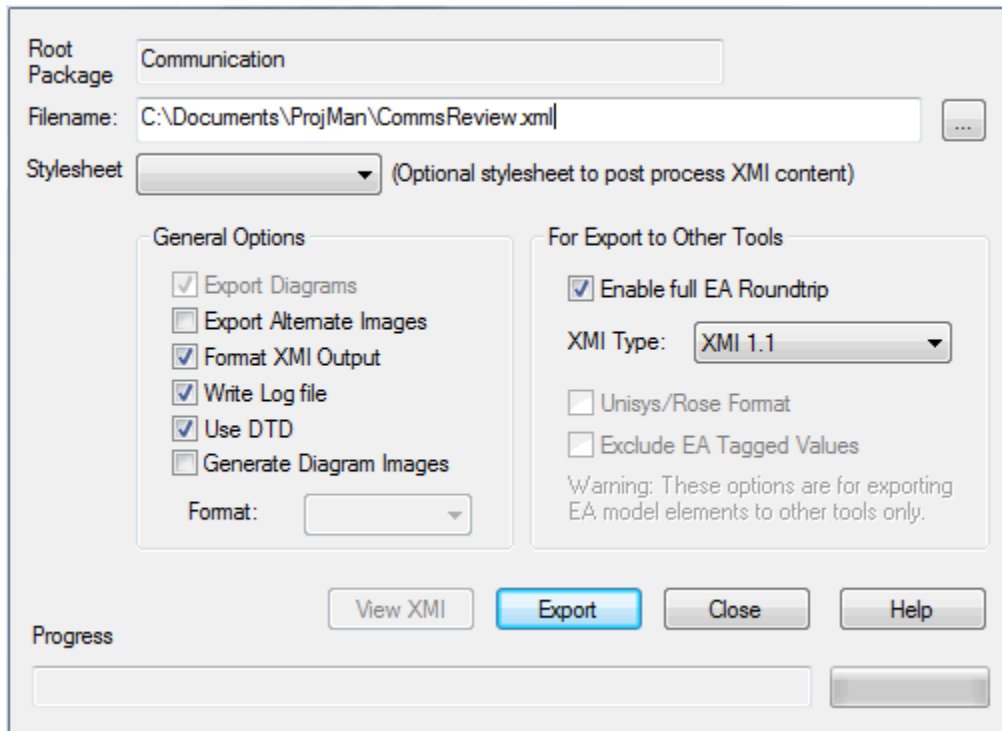 Root
Package
Communication
Filename:
C:\Documents\ProjMan\CommsReview.xml
...
Stylesheet
(Optional stylesheet to post process XMI content)
General Options
Export Diagrams
Export Alternate Images
Format XMI Output
Write Log file
Use DTD
Generate Diagram Images
Format:
For Export to Other Tools
Enable full EA Roundtrip
XMI Type:
XMI 1.1
Unisys/Rose Format
Exclude EA Tagged Values
Warning: These options are for exporting
EA model elements to other tools only.
View XMI
Export
Close
Help
Progress